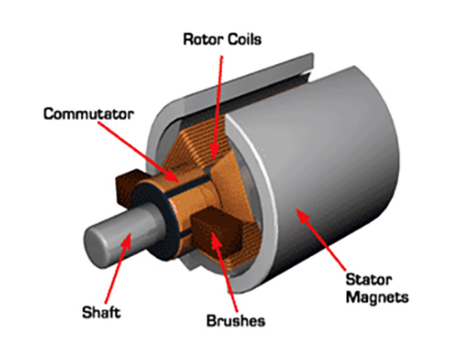 Rotor Coils
Commutator
Shaft
Brushes
Stator
Magnets